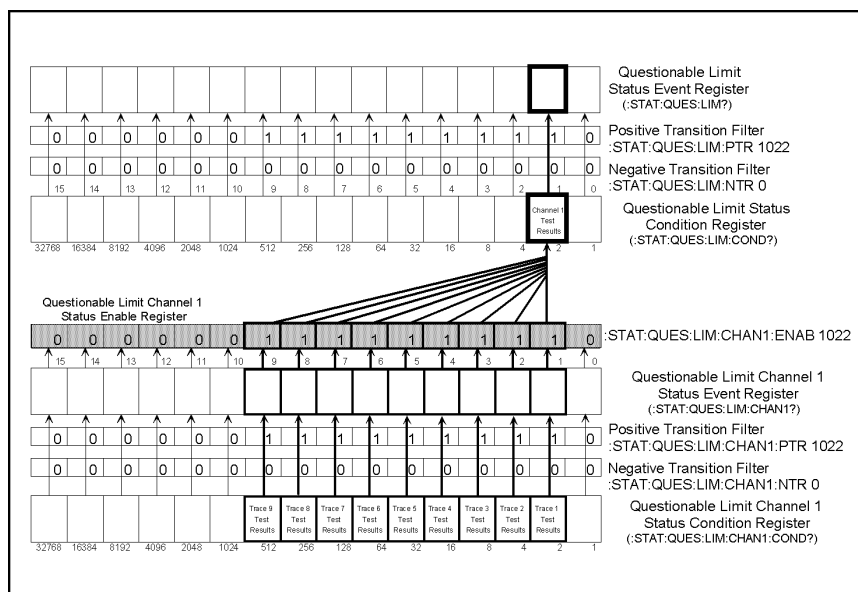 Questionable Limit
Status Event Register
(:STAT:QUES:LIM?)
0 0 0 0 0 0 1 1 1 1 1 1 1 1 1 0
Positive Transition Filter
:STAT:QUES:LIM:PTR 1022
0 0 0 0 0 0 0 0 0 0 0 0 0 0 0 0
Negative Transition Filter
:STAT:QUES:LIM:NTR 0
15 14 13 12 11 10 9 8 7 6 5 4 3 2 1 0
Channel 1
Test
Results
Questionable Limit Status
Condition Register
(:STAT:QUES:LIM:COND?)
32768 16384 8192 4096 2048 1024 512 256 128 64 32 16 8 4 2 1
Questionable Limit Channel 1
Status Enable Register
0 0 0 0 0 0 1 1 1 1 1 1 1 1 1 0
:STAT:QUES:LIM:CHAN1:ENAB 1022
15 14 13 12 11 10 9 8 7 6 5 4 3 2 1 0
Questionable Limit Channel 1
Status Event Register
(:STAT:QUES:LIM:CHAN1?)
0 0 0 0 0 0 1 1 1 1 1 1 1 1 1 0
Positive Transition Filter
:STAT:QUES:LIM:CHAN1:PTR 1022
0 0 0 0 0 0 0 0 0 0 0 0 0 0 0 0
Negative Transition Filter
:STAT:QUES:LIM:CHAN1:NTR 0
Trace 9 Trace 8 Trace 7 Trace 6 Trace 5 Trace 4 Trace 3 Trace 2 Trace 1
Test Test Test Test Test Test Test Test Test
Results Results Results Results Results Results Results Results Results
Questionable Limit Channel 1
Status Condition Register
(:STAT:QUES:LIM:CHAN1:COND?)
32768 16384 8192 4096 2048 1024 512 256 128 64 32 16 8 4 2 1